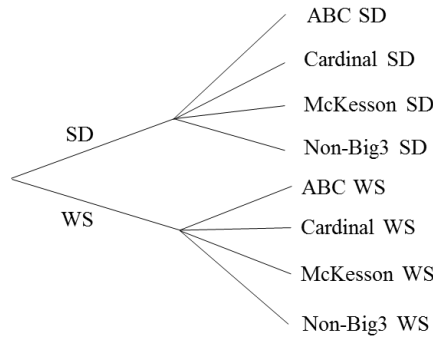 ABC SD
Cardinal SD
McKesson SD
Non-Big3 SD
SD
WS
ABC WS
Cardinal WS
McKesson WS
Non-Big3 WS